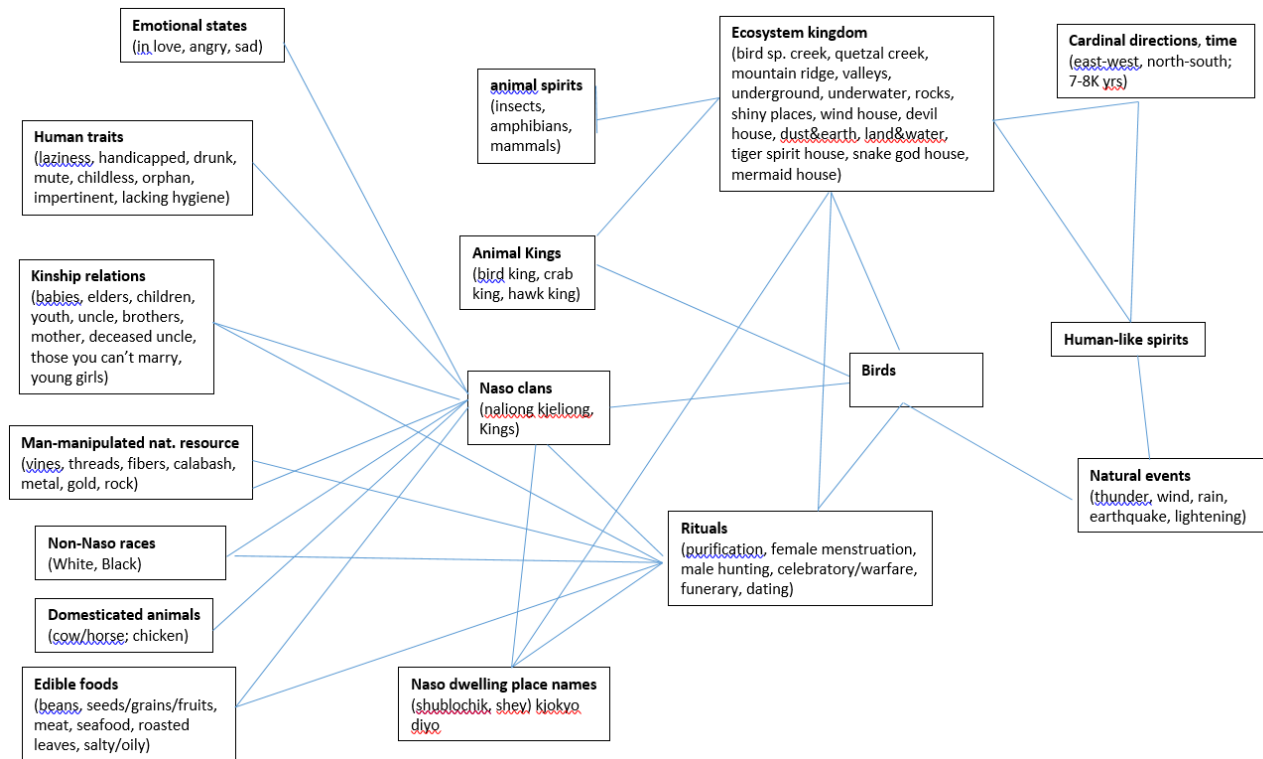 Emotional states
(in love, angry, sad)
Human traits
(laziness, handicapped, drunk,
mute, childless, orphan,
impertinent, lacking hygiene)
Kinship relations
(babies, elders, children,
youth, uncle, brothers,
mother, deceased uncle,
those you can't marry,
young girls)
Man-manipulated nat. resource
(vines, threads, fibers, calabash,
metal, gold, rock)
Non-Naso races
(White, Black)
Domesticated animals
(cow/horse; chicken)
Edible foods
(beans, seeds/grains/fruits,
meat, seafood, roasted
leaves, salty/oily)
animal spirits
(insects,
amphibians,
mammals)
Animal Kings
(bird king, crab
king, hawk king)
Naso clans
(naliong kjeliong,
Kings)
Naso dwelling place names
(shublochik, shey) kjokyo
diyo
Ecosystem kingdom
(bird sp. creek, quetzal creek,
mountain ridge, valleys,
underground, underwater, rocks,
shiny places, wind house, devil
house, dust&earth, land&water,
tiger spirit house, snake god house,
mermaid house)
Birds
Rituals
(purification, female menstruation,
male hunting, celebratory/warfare,
funerary, dating)
Cardinal directions, time
(east-west, north-south;
7-8K yrs)
Human-like spirits
Natural events
(thunder, wind, rain,
earthquake, lightening)